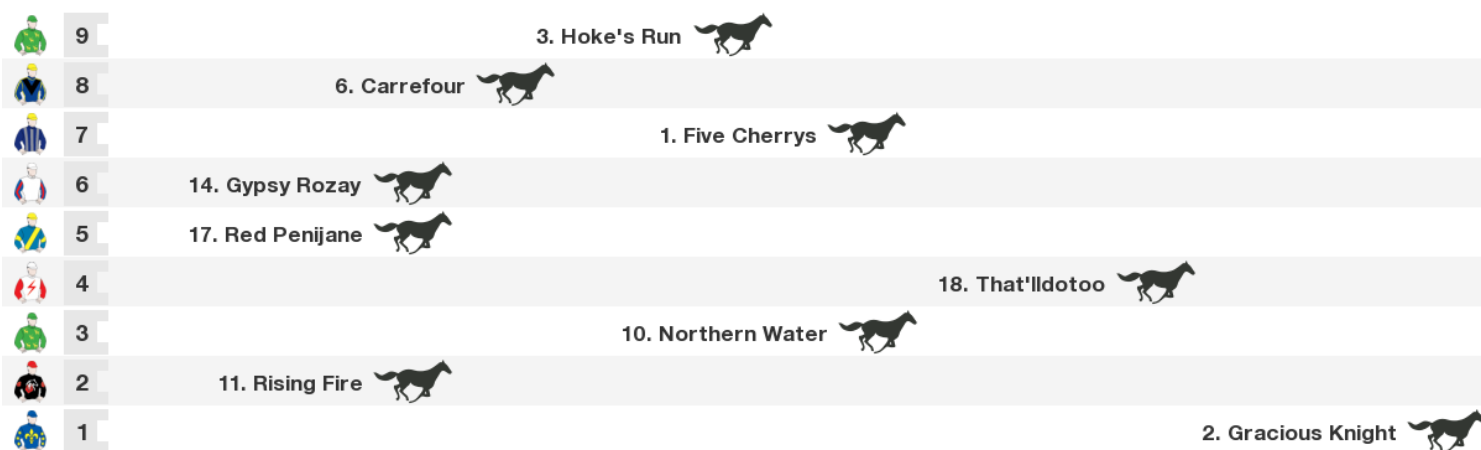 9 3. Hoke's Run
8 6. Carrefour
7 1. Five Cherrys
6 14. Gypsy Rozay
5 17. Red Penijane
4 18. That'lldotoo
3 10. Northern Water
2 11. Rising Fire
1 2. Gracious Knight